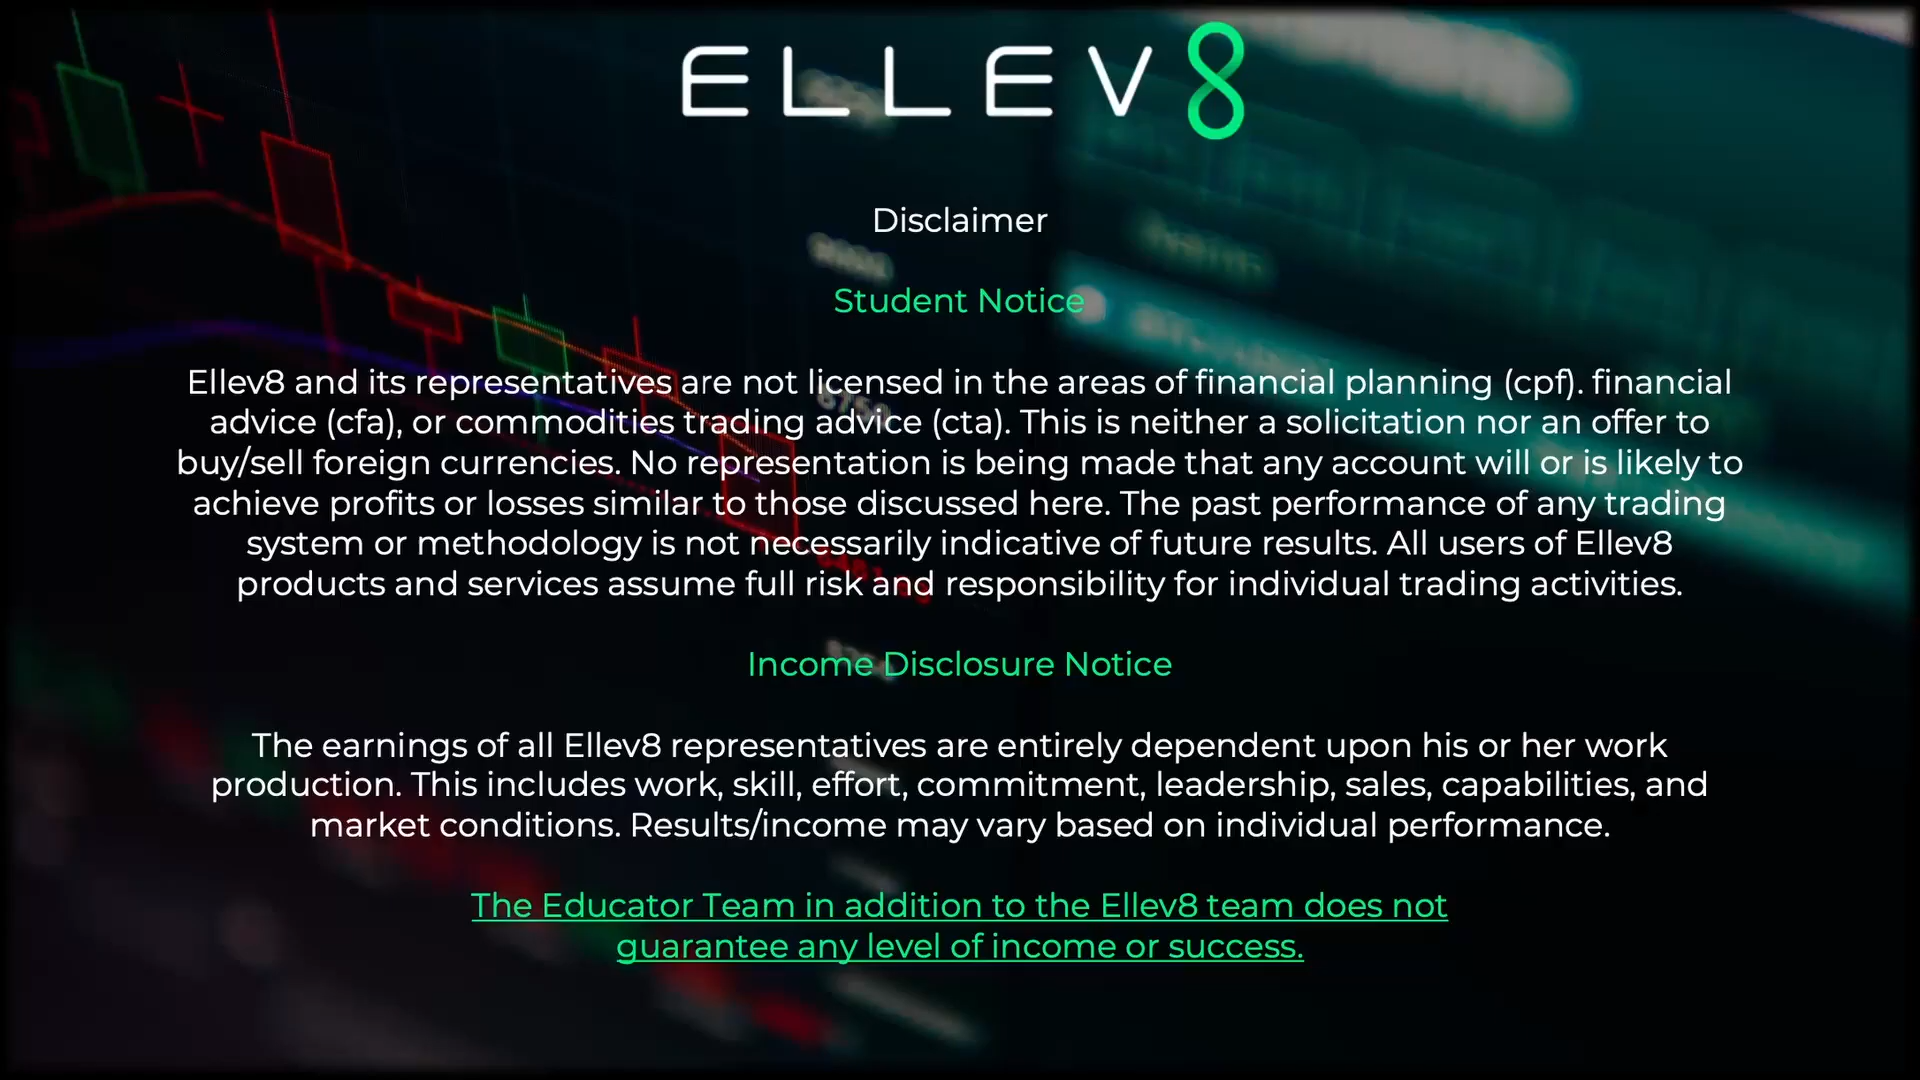 ELLEV8
Disclaimer
Student Notice
Ellev8 and its representatives are not licensed in the areas of financial planning (cpf). financial
advice (cfa), or commodities trading advice (cta). This is neither a solicitation nor an offer to
buy/sell foreign currencies. No representation is being made that any account will or is likely to
achieve profits or losses similar to those discussed here. The past performance of any trading
system or methodology is not necessarily indicative of future results. All users of Ellev8
products and services assume full risk and responsibility for individual trading activities.
Income Disclosure Notice
The earnings of all Ellev8 representatives are entirely dependent upon his or her work
production. This includes work, skill, effort, commitment, leadership, sales, capabilities, and
market conditions. Results/income may vary based on individual performance.
The Educator Team in addition to the Ellev8 team does not
guarantee any level of income or success.